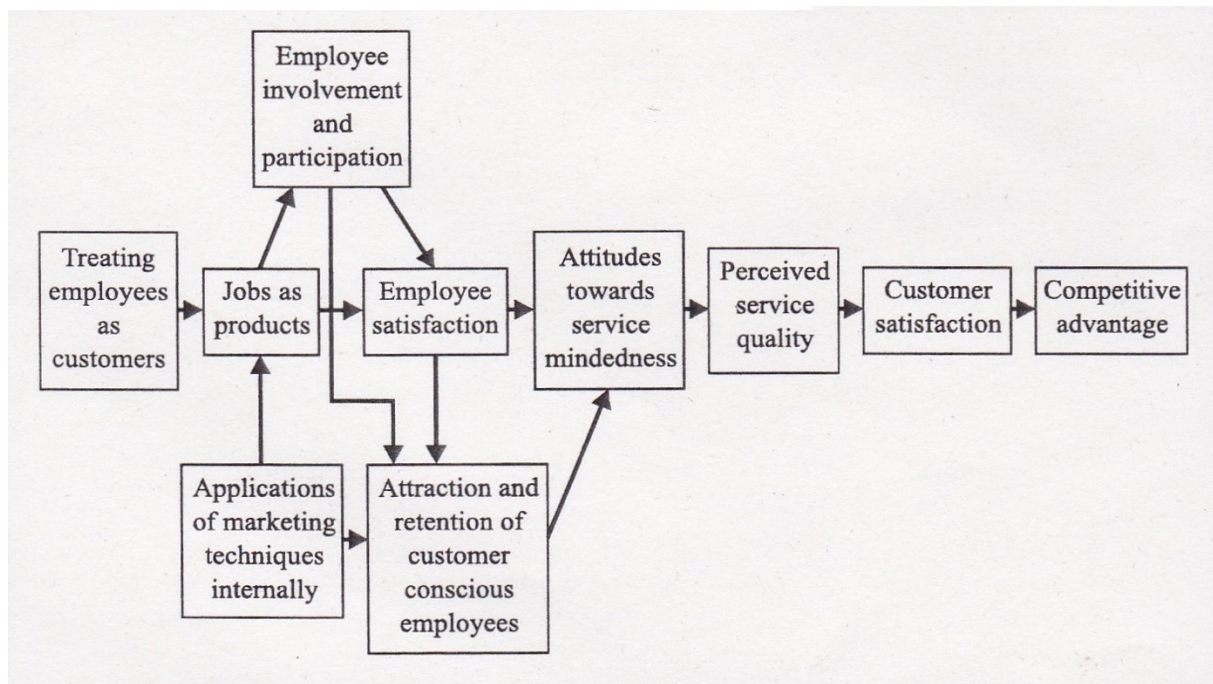 Employee
involvement
and
participation
Treating
employees
as
customers
Jobs as
products
Employee
satisfaction
Attitudes
towards
service
mindedness
Perceived
service
quality
Customer
satisfaction
Competitive
advantage
Applications
of marketing
techniques
internally
Attraction and
retention of
customer
conscious
employees